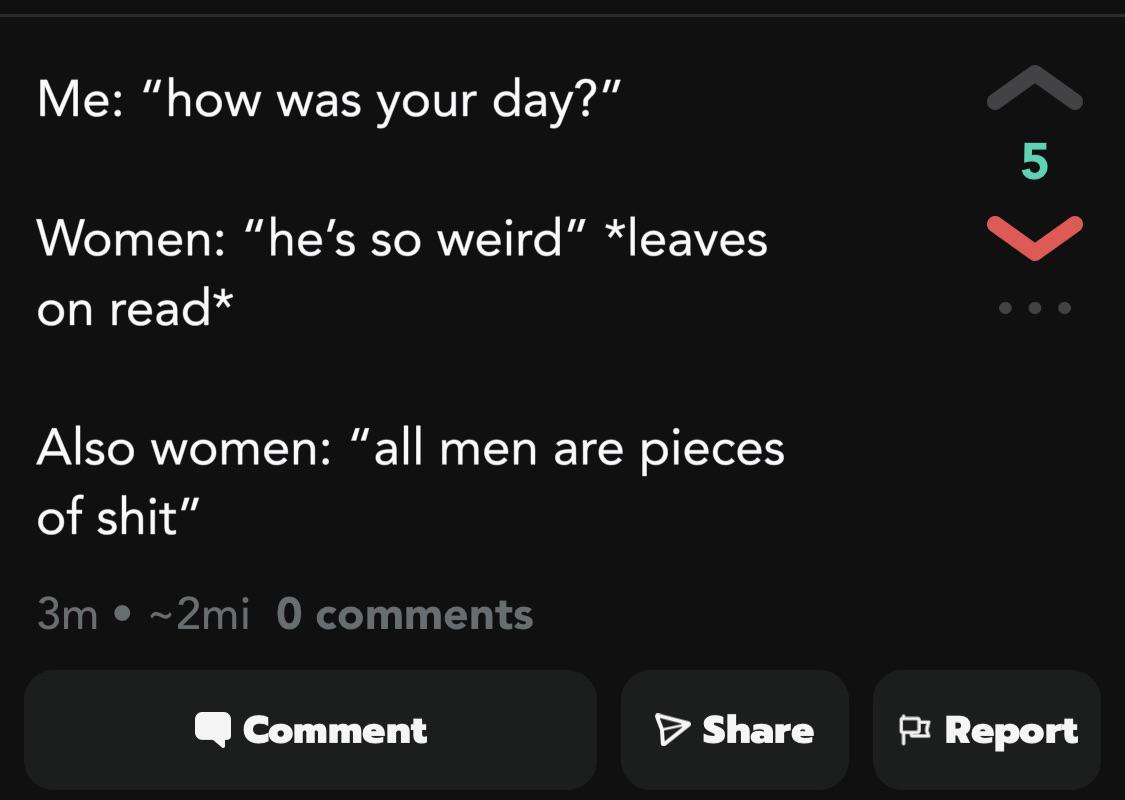 Me: “how was your day?”
5
Women: “he’s so weird” *leaves
on read*
Also women: “all men are pieces
of shit”
3m • ~2mi 0 comments
Comment Share Report